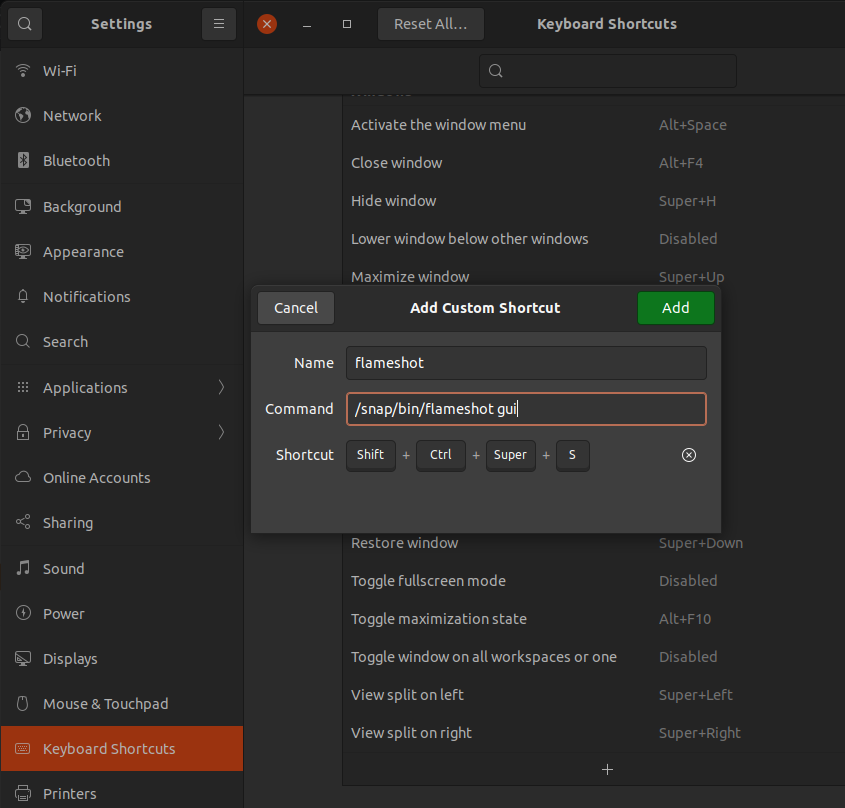 Settings
Reset All...
Keyboard Shortcuts
Wi-Fi
Network
Bluetooth
Background
Appearance
Notifications
Search
Applications
Privacy
Online Accounts
Sharing
Sound
Power
Displays
Mouse & Touchpad
Keyboard Shortcuts
Printers
Activate the window menu Alt+Space
Close window Alt+F4
Hide window Super+H
Lower window below other windows Disabled
Maximize window Super+Up
Cancel
Add Custom Shortcut
Add
Name flameshot
Command /snap/bin/flameshot gui
Shortcut Shift + Ctrl + Super + S
Restore window Super+Down
Toggle fullscreen mode Disabled
Toggle maximization state Alt+F10
Toggle window on all workspaces or one Disabled
View split on left Super+Left
View split on right Super+Right
+